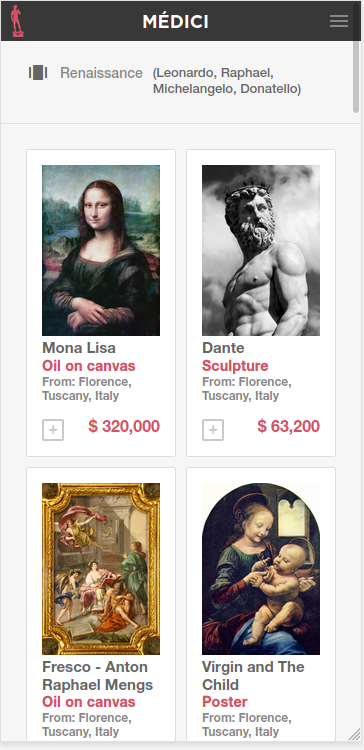 MÉDICI
Renaissance
(Leonardo, Raphael,
Michelangelo, Donatello)
Mona Lisa
Oil on canvas
From: Florence,
Tuscany, Italy
+
$ 320,000
Dante
Sculpture
From: Florence,
Tuscany, Italy
+
$ 63,200
Fresco - Anton
Raphael Mengs
Oil on canvas
From: Florence,
Tuscany, Italy
Virgin and The
Child
Poster
From: Florence,
Tuscany, Italy